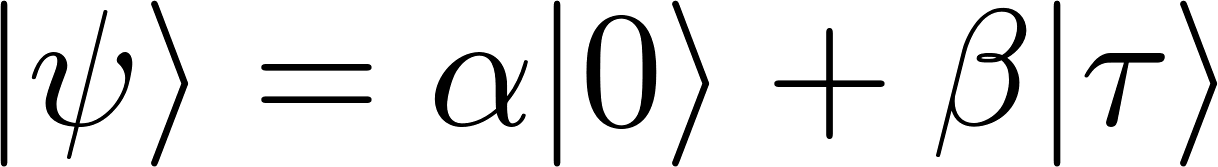 |ψ⟩ = α|0⟩ + β|τ⟩